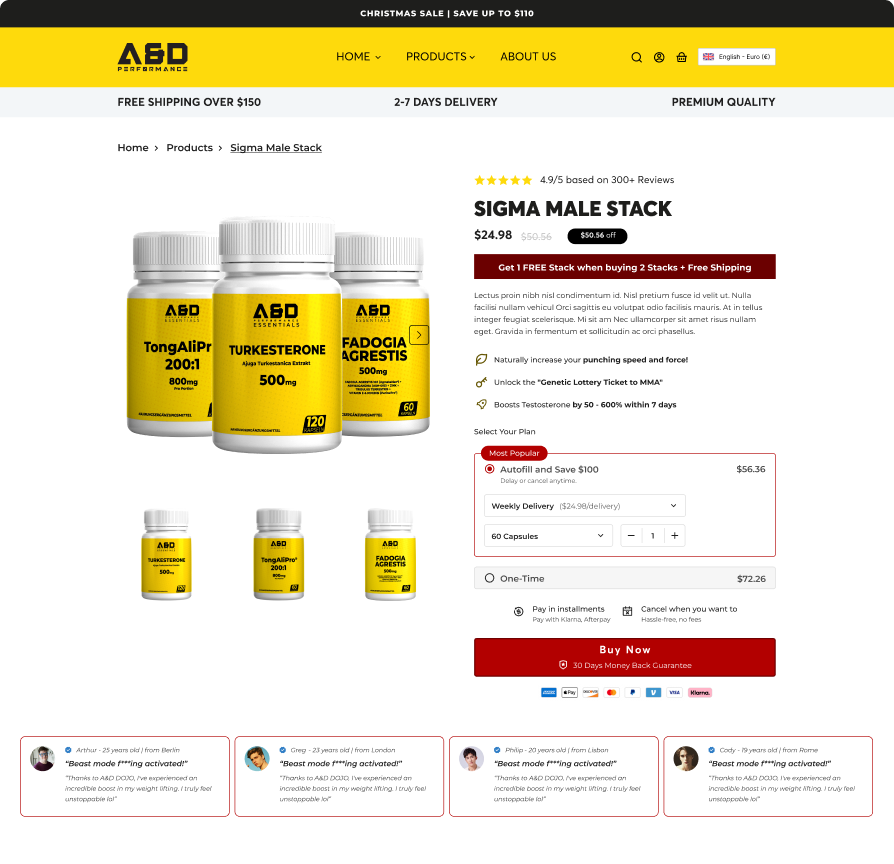 CHRISTMAS SALE | SAVE UP TO $110
A&D
PERFORMANCE
HOME
PRODUCTS
ABOUT US
English - Euro (€)
FREE SHIPPING OVER $150
2-7 DAYS DELIVERY
PREMIUM QUALITY
Home > Products > Sigma Male Stack
4.9/5 based on 300+ Reviews
SIGMA MALE STACK
$24.98 $50.56 $50.56 off
Get 1 FREE Stack when buying 2 Stacks + Free Shipping
Lectus proin nibh nisl condimentum id. Nisl pretium fusce id velit ut. Nulla
facilisi nullam vehicul Orci sagittis eu volutpat odio facilisis mauris. At in tellus
integer feugiat scelerisque. Mi sit am Nec ullamcorper sit amet risus nullam
eget. Gravida in fermentum et sollicitudin ac orci phasellus.
Naturally increase your punching speed and force!
Unlock the "Genetic Lottery Ticket to MMA"
Boosts Testosterone by 50 - 600% within 7 days
Select Your Plan
Most Popular
Autofill and Save $100 $56.36
Delay or cancel anytime.
Weekly Delivery ($24.98/delivery)
60 Capsules
1
One-Time $72.26
Pay in installments
Pay with Klarna, Afterpay
Cancel when you want to
Hassle-free, no fees
Buy Now
30 Days Money Back Guarantee
Pay
VISA
Klarna.
A&D
TongAliPr
200:1
800mg
Pro Portion
A&D
PERFORMANCE
ESSENTIALS
TURKESTERONE
Ajuga Turkestanica Extrakt
500mg
NAHRUNGSERGÄNZUNGSMITTEL
120
A&D
ESSENTIALS
FADOGIA
AGRESTIS
500mg
60
A&D
TURKESTERONE
500mg
A&D
TongAliPro®
200:1
800mg
A&D
FADOGIA
AGRESTIS
500mg
Arthur - 25 years old | from Berlin
“Beast mode f***ing activated!”
“Thanks to A&D DOJO, I've experienced an
incredible boost in my weight lifting. I truly feel
unstoppable lol”
Greg - 23 years old | from London
“Beast mode f***ing activated!”
“Thanks to A&D DOJO, I've experienced an
incredible boost in my weight lifting. I truly feel
unstoppable lol”
Philip - 20 years old | from Lisbon
“Beast mode f***ing activated!”
“Thanks to A&D DOJO, I've experienced an
incredible boost in my weight lifting. I truly feel
unstoppable lol”
Cody - 19 years old | from Rome
“Beast mode f***ing activated!”
“Thanks to A&D DOJO, I've experienced an
incredible boost in my weight lifting. I truly feel
unstoppable lol”